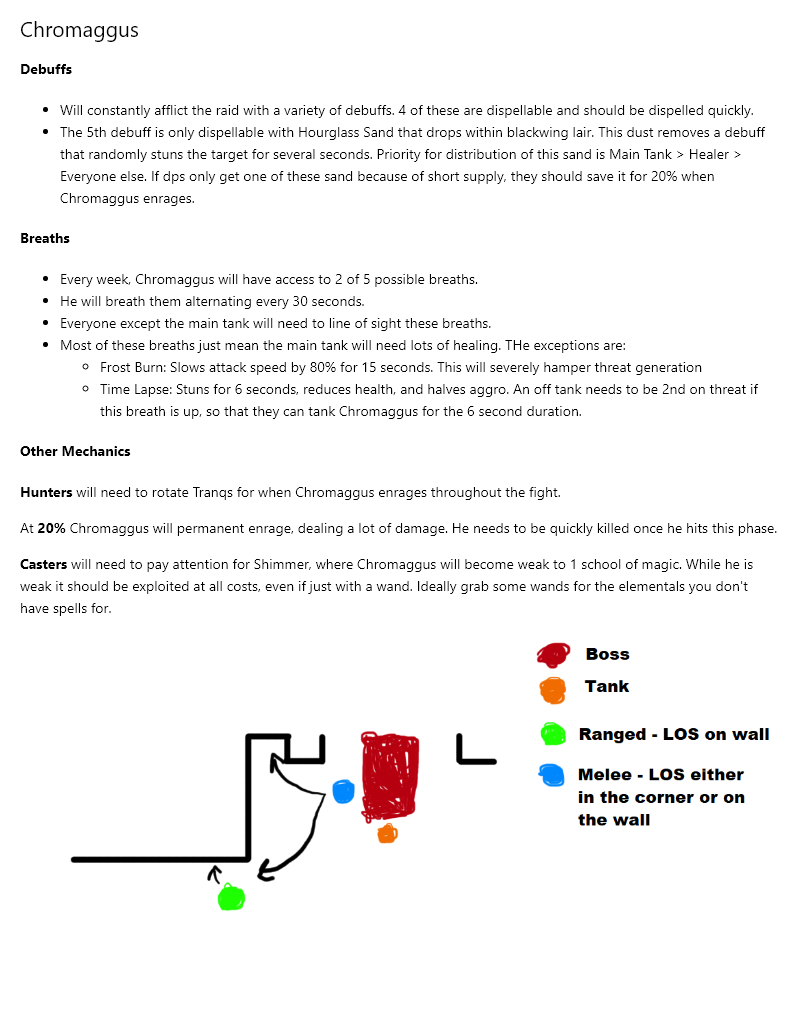 Chromaggus
Debuffs
Will constantly afflict the raid with a variety of debuffs. 4 of these are dispellable and should be dispelled quickly.
The 5th debuff is only dispellable with Hourglass Sand that drops within blackwing lair. This dust removes a debuff
that randomly stuns the target for several seconds. Priority for distribution of this sand is Main Tank > Healer >
Everyone else. If dps only get one of these sand because of short supply, they should save it for 20% when
Chromaggus enrages.
Breaths
Every week, Chromaggus will have access to 2 of 5 possible breaths.
He will breath them alternating every 30 seconds.
Everyone except the main tank will need to line of sight these breaths.
Most of these breaths just mean the main tank will need lots of healing. THe exceptions are:
Frost Burn: Slows attack speed by 80% for 15 seconds. This will severely hamper threat generation
Time Lapse: Stuns for 6 seconds, reduces health, and halves aggro. An off tank needs to be 2nd on threat if
this breath is up, so that they can tank Chromaggus for the 6 second duration.
Other Mechanics
Hunters will need to rotate Tranqs for when Chromaggus enrages throughout the fight.
At 20% Chromaggus will permanent enrage, dealing a lot of damage. He needs to be quickly killed once he hits this phase.
Casters will need to pay attention for Shimmer, where Chromaggus will become weak to 1 school of magic. While he is
weak it should be exploited at all costs, even if just with a wand. Ideally grab some wands for the elementals you don't
have spells for.
Boss
Tank
Ranged - LOS on wall
Melee - LOS either
in the corner or on
the wall